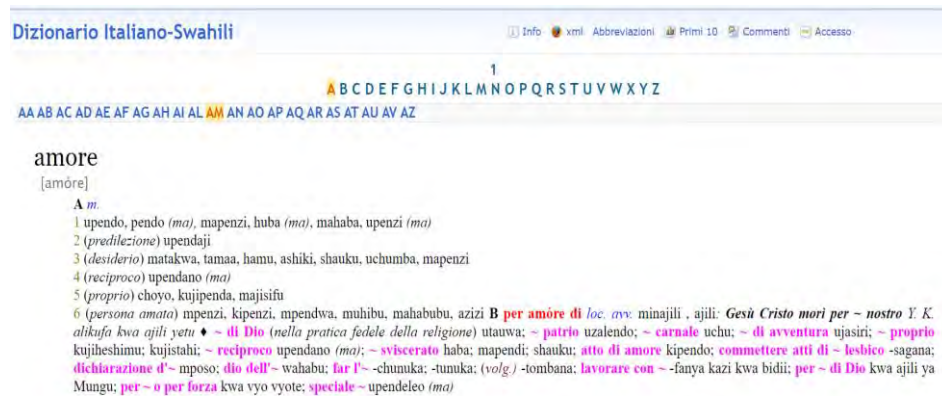 Dizionario Italiano-Swahili
Info xml Abbreviazioni Primi 10 Commenti Accesso
1
A B C D E F G H I J K L M N O P Q R S T U V W X Y Z
AA AB AC AD AE AF AG AH AI AL AM AN AO AP AQ AR AS AT AU AV AZ
amore
[amóre]
A m.
1 upendo, pendo (ma), mapenzi, huba (ma), mahaba, upenzi (ma)
2 (predilezione) upendaji
3 (desiderio) matakwa, tamaa, hamu, ashiki, shauku, uchumba, mapenzi
4 (reciproco) upendano (ma)
5 (proprio) choyo, kujipenda, majisifu
6 (persona amata) mpenzi, kipenzi, mpendwa, muhibu, mahabubu, azizi B per amóre di loc. avv. minajili , ajili: Gesù Cristo morì per ~ nostro Y. K.
alikufa kwa ajili yetu ♦ ~ di Dio (nella pratica fedele della religione) utauwa; ~ patrio uzalendo; ~ carnale uchu; ~ di avventura ujasiri; ~ proprio
kujiheshimu; kujistahi; ~ reciproco upendano (ma); ~ sviscerato haba; mapendi; shauku; atto di amore kipendo; commettere atti di ~ lesbico -sagana;
dichiarazione d'~ mposo; dio dell'~ wahabu; far l'~ -chunuka; -tunuka; (volg.) -tombana; lavorare con ~ -fanya kazi kwa bidii; per ~ di Dio kwa ajili ya
Mungu; per ~ o per forza kwa vyo vyote; speciale ~ upendeleo (ma)